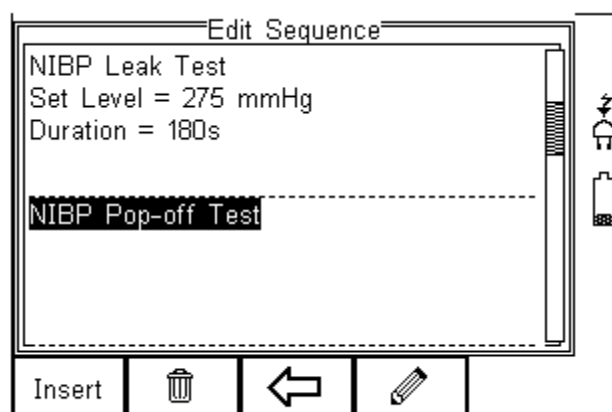 Edit Sequence
NIBP Leak Test
Set Level = 275 mmHg
Duration = 180s
NIBP Pop-off Test
Insert